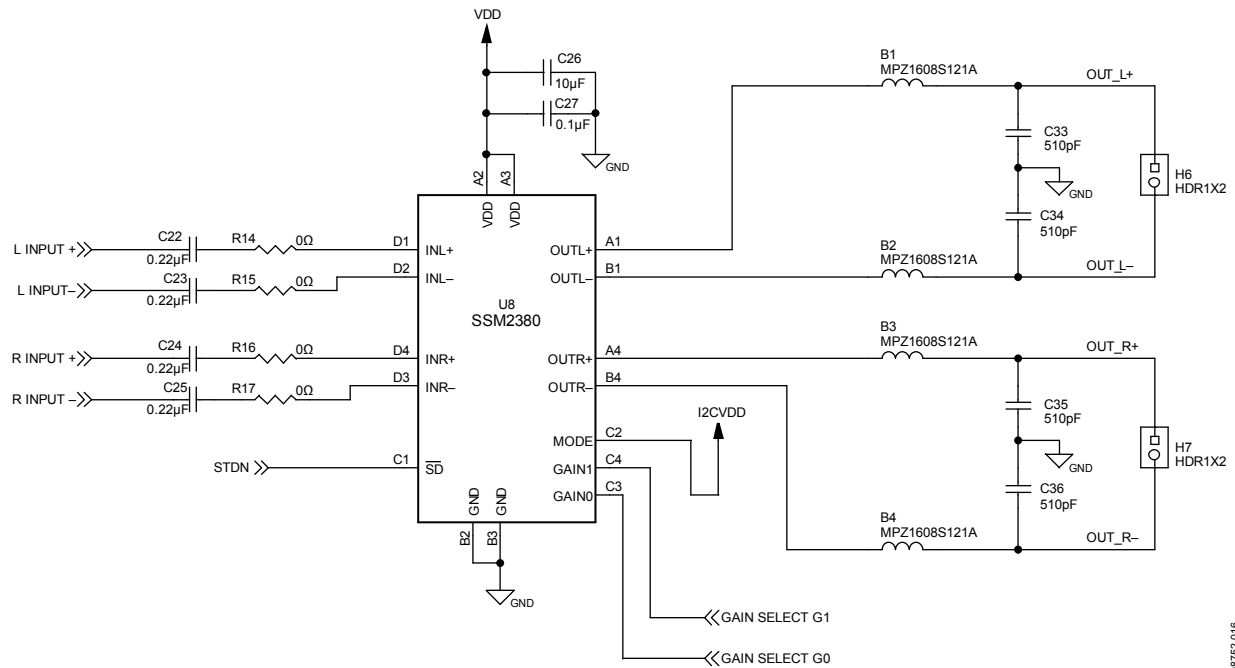 VDD
C26
10µF
C27
0.1µF
GND
A2
A3
VDD
VDD
B1
MPZ1608S121A
OUT_L+
C33
510pF
GND
C34
510pF
H6
HDR1X2
B2
MPZ1608S121A
OUT_L–
L INPUT +
C22
0.22µF
R14
0Ω
D1
INL+
L INPUT–
C23
0.22µF
R15
0Ω
D2
INL–
R INPUT +
C24
0.22µF
R16
0Ω
D4
INR+
R INPUT –
C25
0.22µF
R17
0Ω
D3
INR–
STDN
C1
SD
U8
SSM2380
OUTL+
A1
OUTL–
B1
OUTR+
A4
OUTR–
B4
MODE
C2
GAIN1
C4
GAIN0
C3
I2CVDD
GND
GND
B2
B3
GND
B3
MPZ1608S121A
OUT_R+
C35
510pF
GND
C36
510pF
H7
HDR1X2
B4
MPZ1608S121A
OUT_R–
GAIN SELECT G1
GAIN SELECT G0